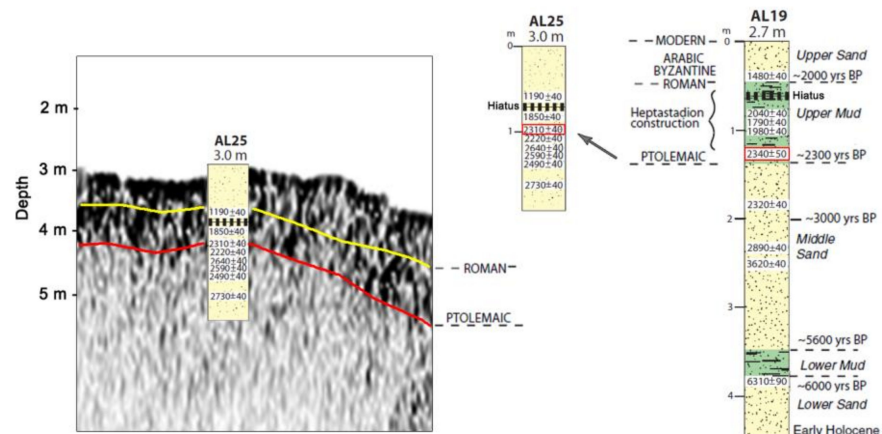 Depth
2 m
3 m
4 m
5 m
AL25
3.0 m
1190±40
1850±40
2310±40
2220±40
2640±40
2590±40
2490±40
2730±40
ROMAN
PTOLEMAIC
AL25
3.0 m
m
0
1
1190±40
Hiatus
1850±40
2310±40
2220±40
2640±40
2590±40
2490±40
2730±40
MODERN
ARABIC
BYZANTINE
ROMAN
Heptastadion
construction
PTOLEMAIC
AL19
2.7 m
m
0
1
2
3
4
1480±40
2040±40
1790±40
1980±40
2340±50
2320±40
2890±40
3620±40
6310±90
Upper Sand
~2000 yrs BP
Hiatus
Upper Mud
~2300 yrs BP
~3000 yrs BP
Middle
Sand
~5600 yrs BP
Lower Mud
~6000 yrs BP
Lower Sand
Early Holocene